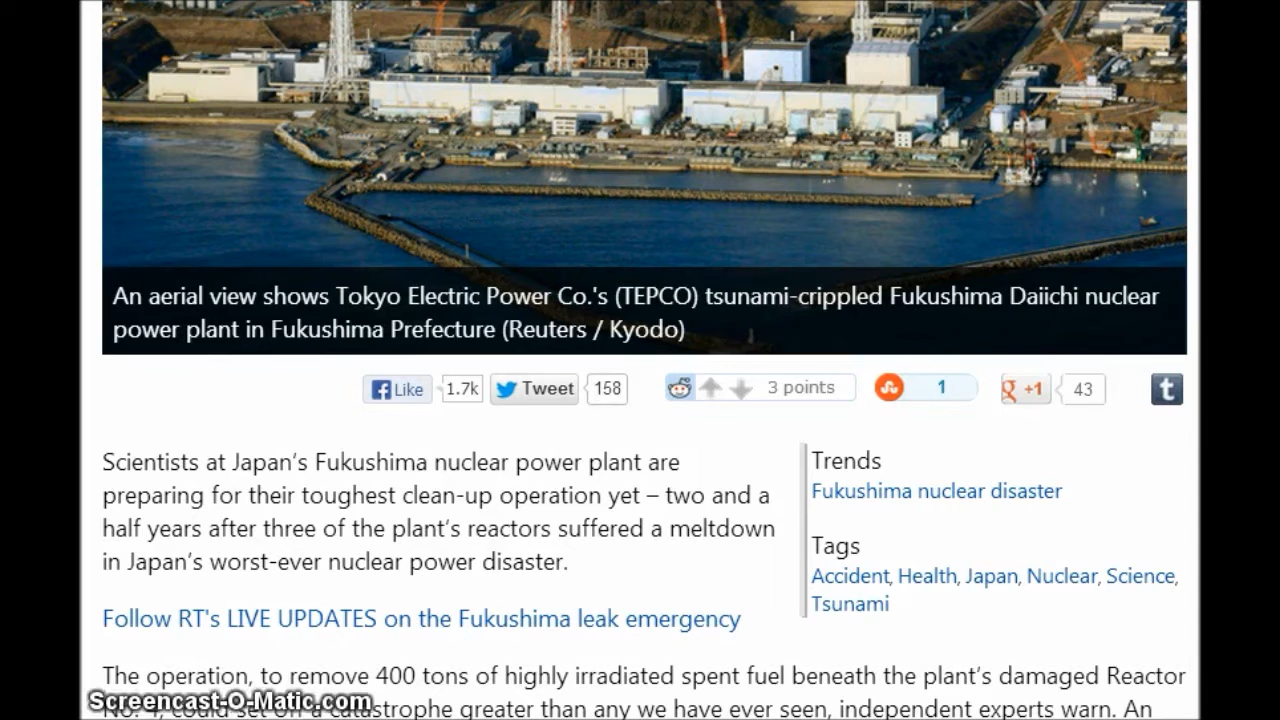 An aerial view shows Tokyo Electric Power Co.'s (TEPCO) tsunami-crippled Fukushima Daiichi nuclear
power plant in Fukushima Prefecture (Reuters / Kyodo)
Like 1.7k Tweet 158 3 points 1 +1 43
Scientists at Japan’s Fukushima nuclear power plant are
preparing for their toughest clean-up operation yet – two and a
half years after three of the plant’s reactors suffered a meltdown
in Japan’s worst-ever nuclear power disaster.
Follow RT's LIVE UPDATES on the Fukushima leak emergency
Trends
Fukushima nuclear disaster
Tags
Accident, Health, Japan, Nuclear, Science,
Tsunami
The operation, to remove 400 tons of highly irradiated spent fuel beneath the plant’s damaged Reactor
No. 4, could set off a catastrophe greater than any we have ever seen, independent experts warn. An
Screencast-O-Matic.com